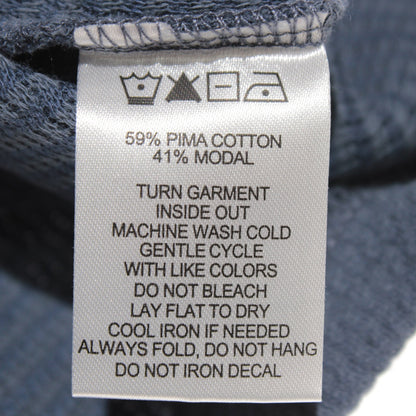 59% PIMA COTTON
41% MODAL
TURN GARMENT
INSIDE OUT
MACHINE WASH COLD
GENTLE CYCLE
WITH LIKE COLORS
DO NOT BLEACH
LAY FLAT TO DRY
COOL IRON IF NEEDED
ALWAYS FOLD, DO NOT HANG
DO NOT IRON DECAL